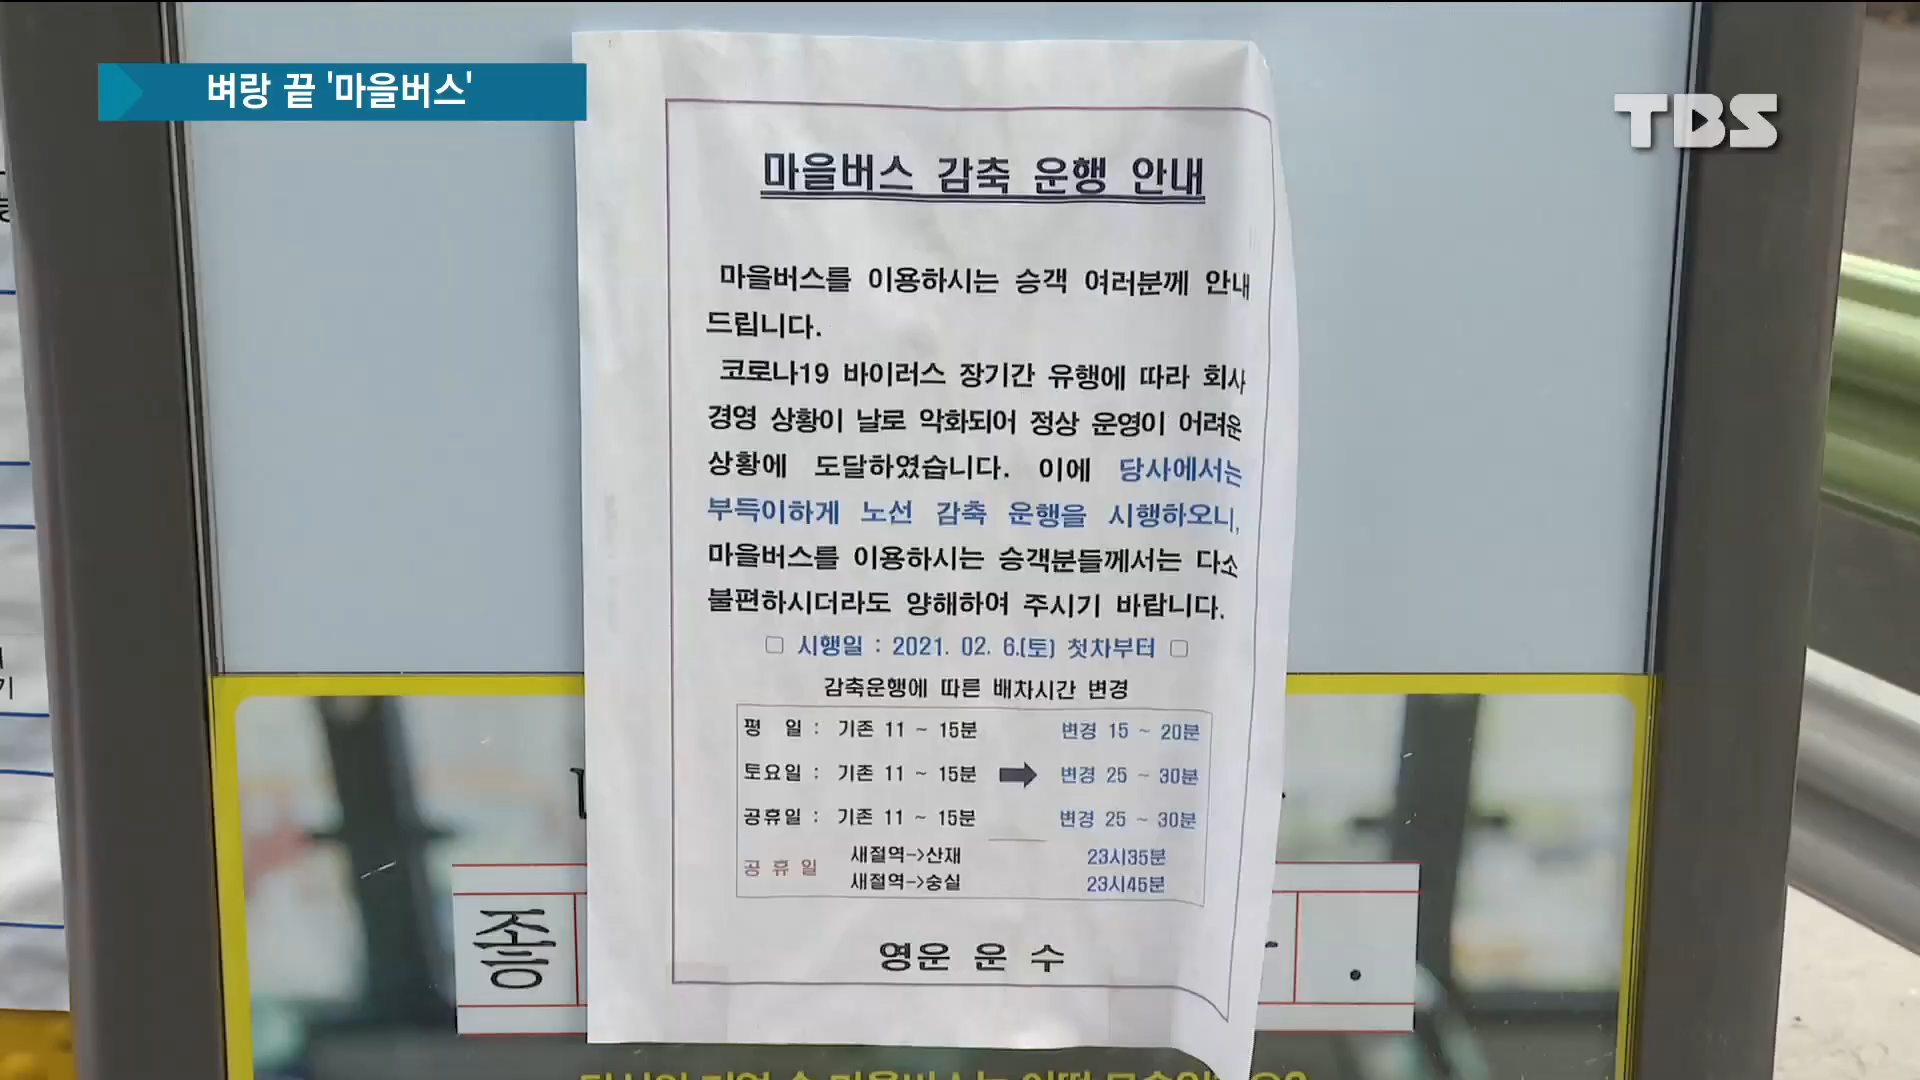 벼랑 끝 '마을버스'
TBS
마을버스 감축 운행 안내
마을버스를 이용하시는 승객 여러분께 안내
드립니다.
코로나19 바이러스 장기간 유행에 따라 회사
경영 상황이 날로 악화되어 정상 운영이 어려운
상황에 도달하였습니다. 이에 당사에서는
부득이하게 노선 감축 운행을 시행하오니,
마을버스를 이용하시는 승객분들께서는 다소
불편하시더라도 양해하여 주시기 바랍니다.
□ 시행일 : 2021. 02. 6.(토) 첫차부터 □
감축운행에 따른 배차시간 변경
평 일 : 기존 11 ~ 15분 변경 15 ~ 20분
토요일 : 기존 11 ~ 15분 ➡ 변경 25 ~ 30분
공휴일 : 기존 11 ~ 15분 변경 25 ~ 30분
공 휴 일 새절역->산재 23시35분
새절역->숭실 23시45분
영운 운 수
좋
.